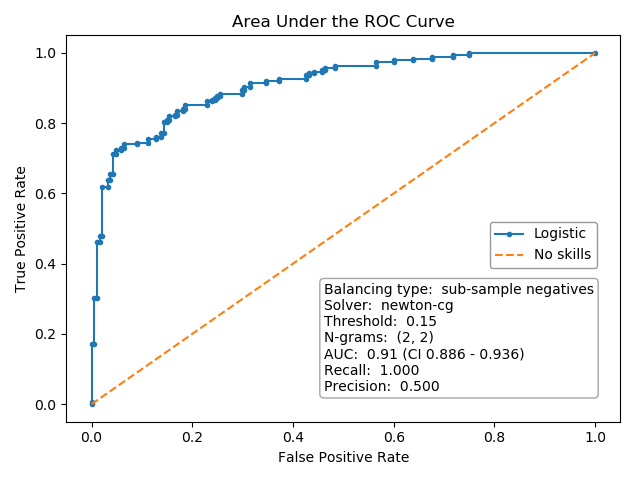 Area Under the ROC Curve
True Positive Rate
1.0
0.8
0.6
0.4
0.2
0.0
Logistic
No skills
Balancing type:  sub-sample negatives
Solver:  newton-cg
Threshold:  0.15
N-grams:  (2, 2)
AUC:  0.91 (CI 0.886 - 0.936)
Recall:  1.000
Precision:  0.500
0.0 0.2 0.4 0.6 0.8 1.0
False Positive Rate